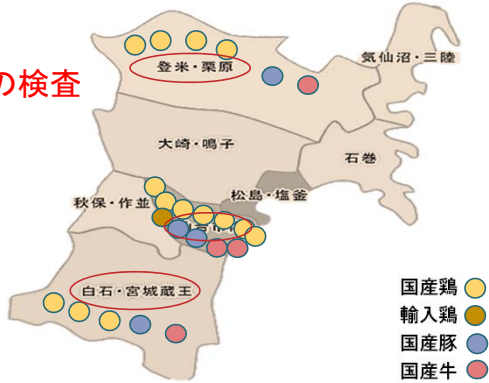 登米・栗原
気仙沼・三陸
の検査
大崎・鳴子
石巻
松島・塩釜
秋保・作並
白石・宮城蔵王
国産鶏
輸入鶏
国産豚
国産牛